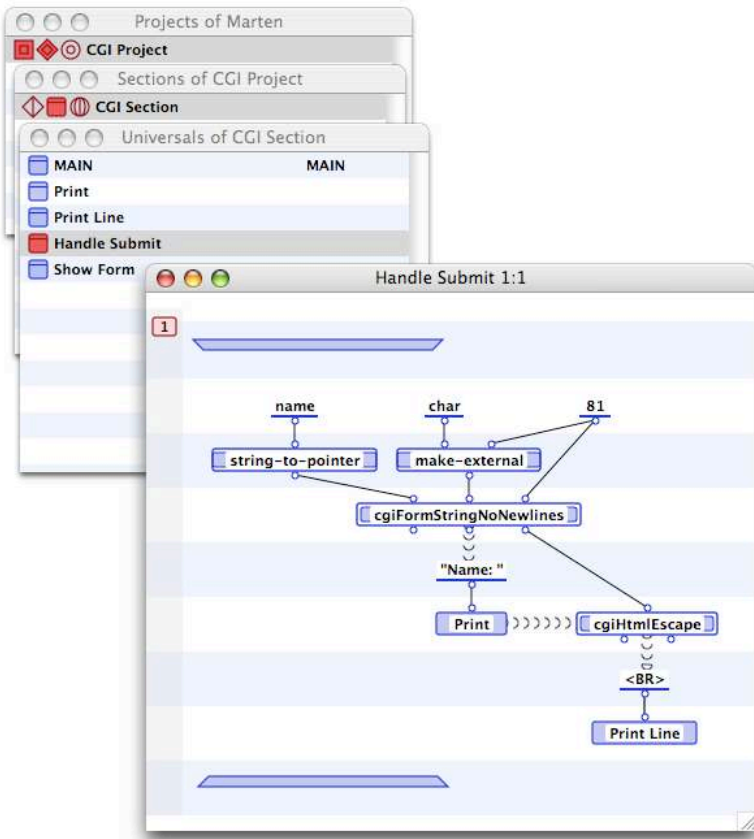 Projects of Marten
CGI Project
Sections of CGI Project
CGI Section
Universals of CGI Section
MAIN MAIN
Print
Print Line
Handle Submit
Show Form
Handle Submit 1:1
1
name char 81
string-to-pointer make-external
cgiFormStringNoNewlines
"Name: "
Print cgiHtmlEscape
<BR>
Print Line